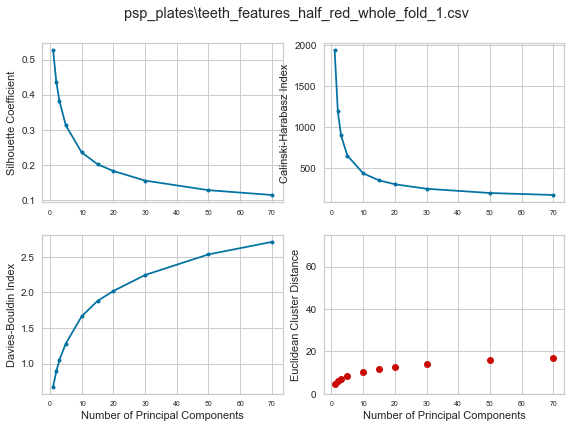 psp_plates\teeth_features_half_red_whole_fold_1.csv
Silhouette Coefficient
0.5
0.4
0.3
0.2
0.1
0 10 20 30 40 50 60 70
Calinski-Harabasz Index
2000
1500
1000
500
0 10 20 30 40 50 60 70
Davies-Bouldin Index
2.5
2.0
1.5
1.0
0 10 20 30 40 50 60 70
Number of Principal Components
Euclidean Cluster Distance
60
40
20
0
0 10 20 30 40 50 60 70
Number of Principal Components